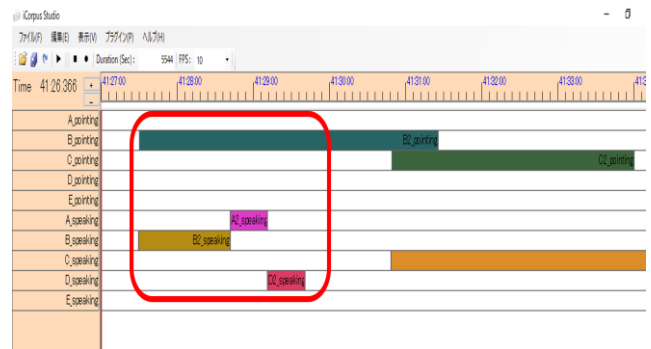 iCorpus Studio
ファイル(F) 編集(E) 表示(V) プラグイン(P) ヘルプ(H)
Duration (Sec) : 5544 FPS: 10
Time 41:26.366 + - 41:27:00 41:28:00 41:29:00 41:30:00 41:31:00 41:32:00 41:33:00
A_pointing
B_pointing B2_pointing
C_pointing C2_pointing
D_pointing
E_pointing
A_speaking A2_speaking
B_speaking B2_speaking
C_speaking
D_speaking D2_speaking
E_speaking